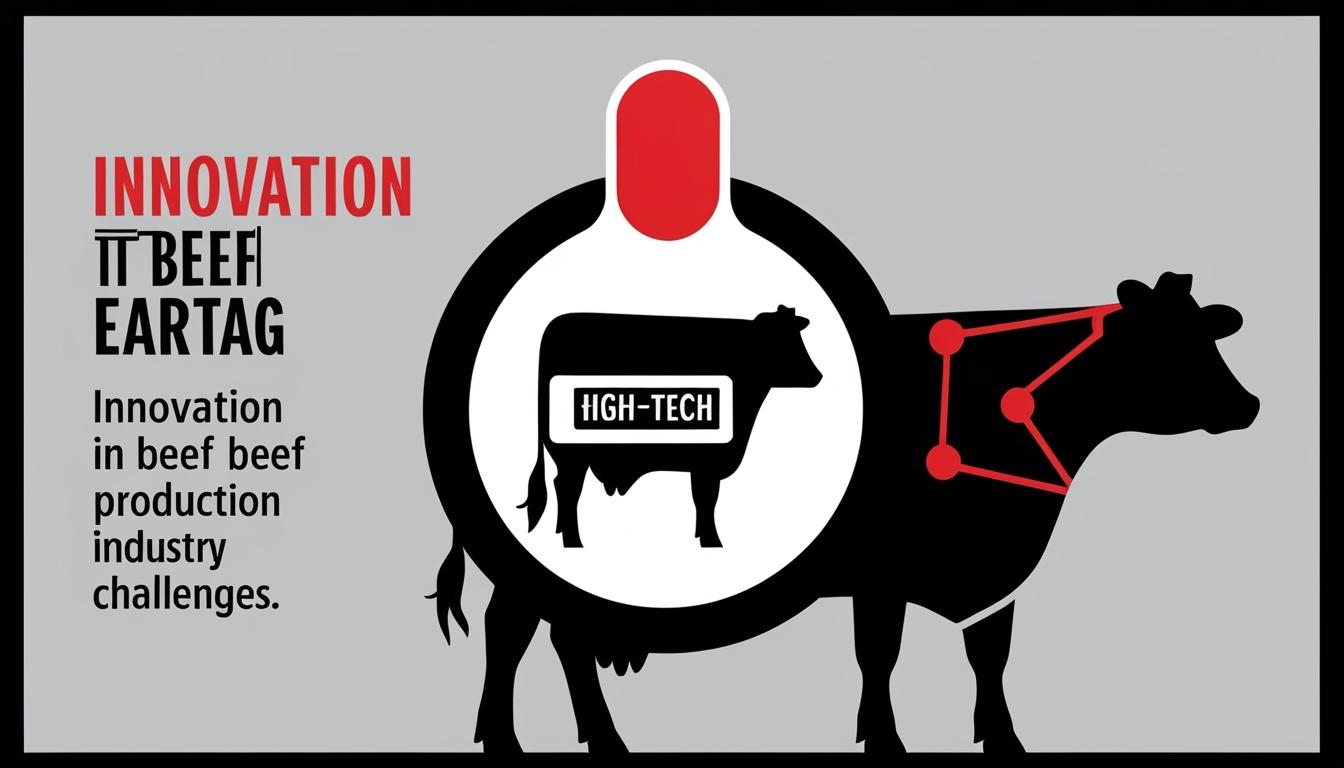 INNOVATION
BEEF
EARTAG
Innovation
in beef beef
production
industry
challenges.
HIGH-TECH